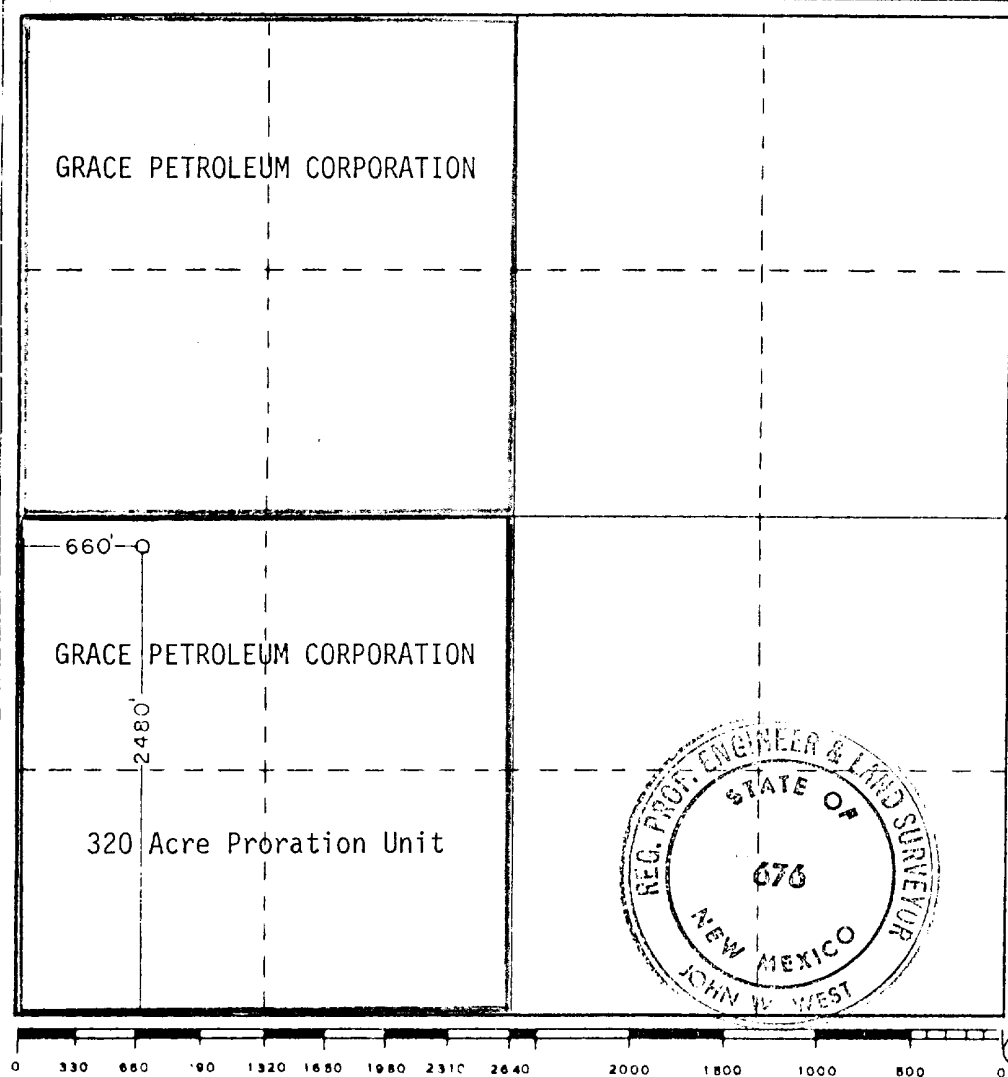 GRACE PETROLEUM CORPORATION
660'
GRACE PETROLEUM CORPORATION
2480'
320 Acre Proration Unit
REG. PROF. ENGINEER & LAND SURVEYOR
STATE OF
676
NEW MEXICO
JOHN W. WEST
0 330 660 '90 1320 1650 1980 2310 2640 2000 1500 1000 500 0